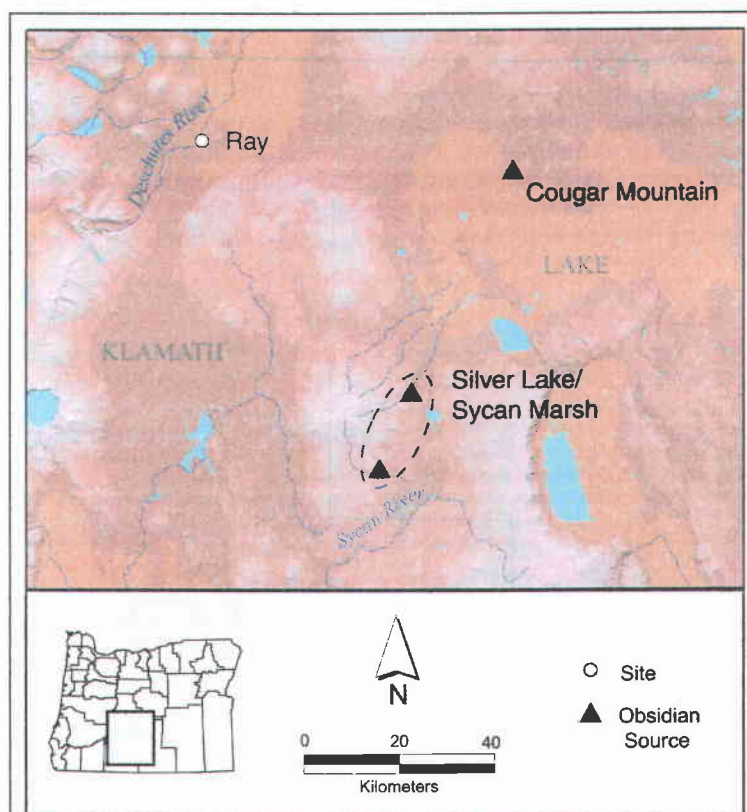 Deschutes River
Ray
Cougar Mountain
LAKE
KLAMATH
Silver Lake/
Sycan Marsh
Sycan River
N
Site
Obsidian
Source
0 20 40
Kilometers